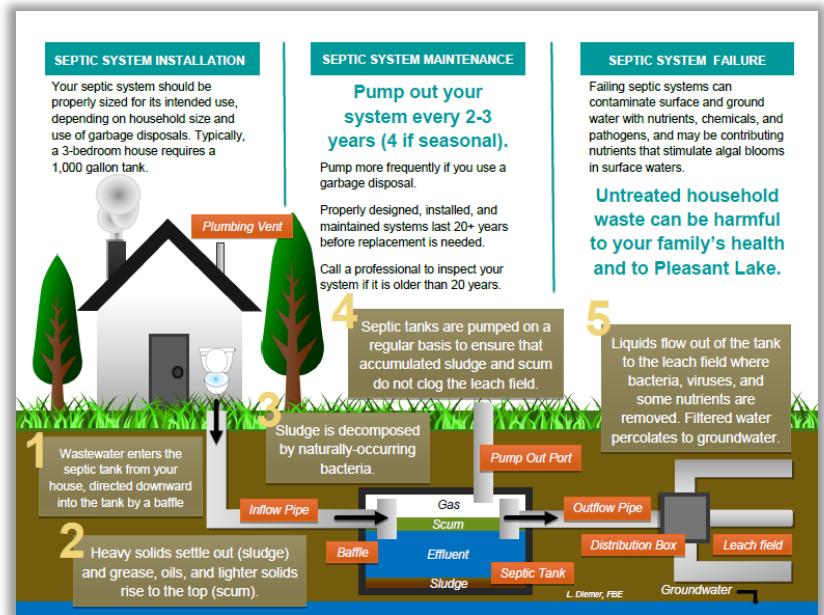 SEPTIC SYSTEM INSTALLATION
Your septic system should be
properly sized for its intended use,
depending on household size and
use of garbage disposals. Typically,
a 3-bedroom house requires a
1,000 gallon tank.
SEPTIC SYSTEM MAINTENANCE
Pump out your
system every 2-3
years (4 if seasonal).
Pump more frequently if you use a
garbage disposal.
Properly designed, installed, and
maintained systems last 20+ years
before replacement is needed.
Call a professional to inspect your
system if it is older than 20 years.
SEPTIC SYSTEM FAILURE
Failing septic systems can
contaminate surface and ground
water with nutrients, chemicals, and
pathogens, and may be contributing
nutrients that stimulate algal blooms
in surface waters.
Untreated household
waste can be harmful
to your family's health
and to Pleasant Lake.
Plumbing Vent
1
Wastewater enters the
septic tank from your
house, directed downward
into the tank by a baffle
2
Heavy solids settle out (sludge)
and grease, oils, and lighter solids
rise to the top (scum).
3
Sludge is decomposed
by naturally-occurring
bacteria.
4
Septic tanks are pumped on a
regular basis to ensure that
accumulated sludge and scum
do not clog the leach field.
5
Liquids flow out of the tank
to the leach field where
bacteria, viruses, and
some nutrients are
removed. Filtered water
percolates to groundwater.
Pump Out Port
Inflow Pipe
Gas
Outflow Pipe
Scum
Baffle
Effluent
Distribution Box
Leach field
Septic Tank
Sludge
L. Diemer, FBE
Groundwater